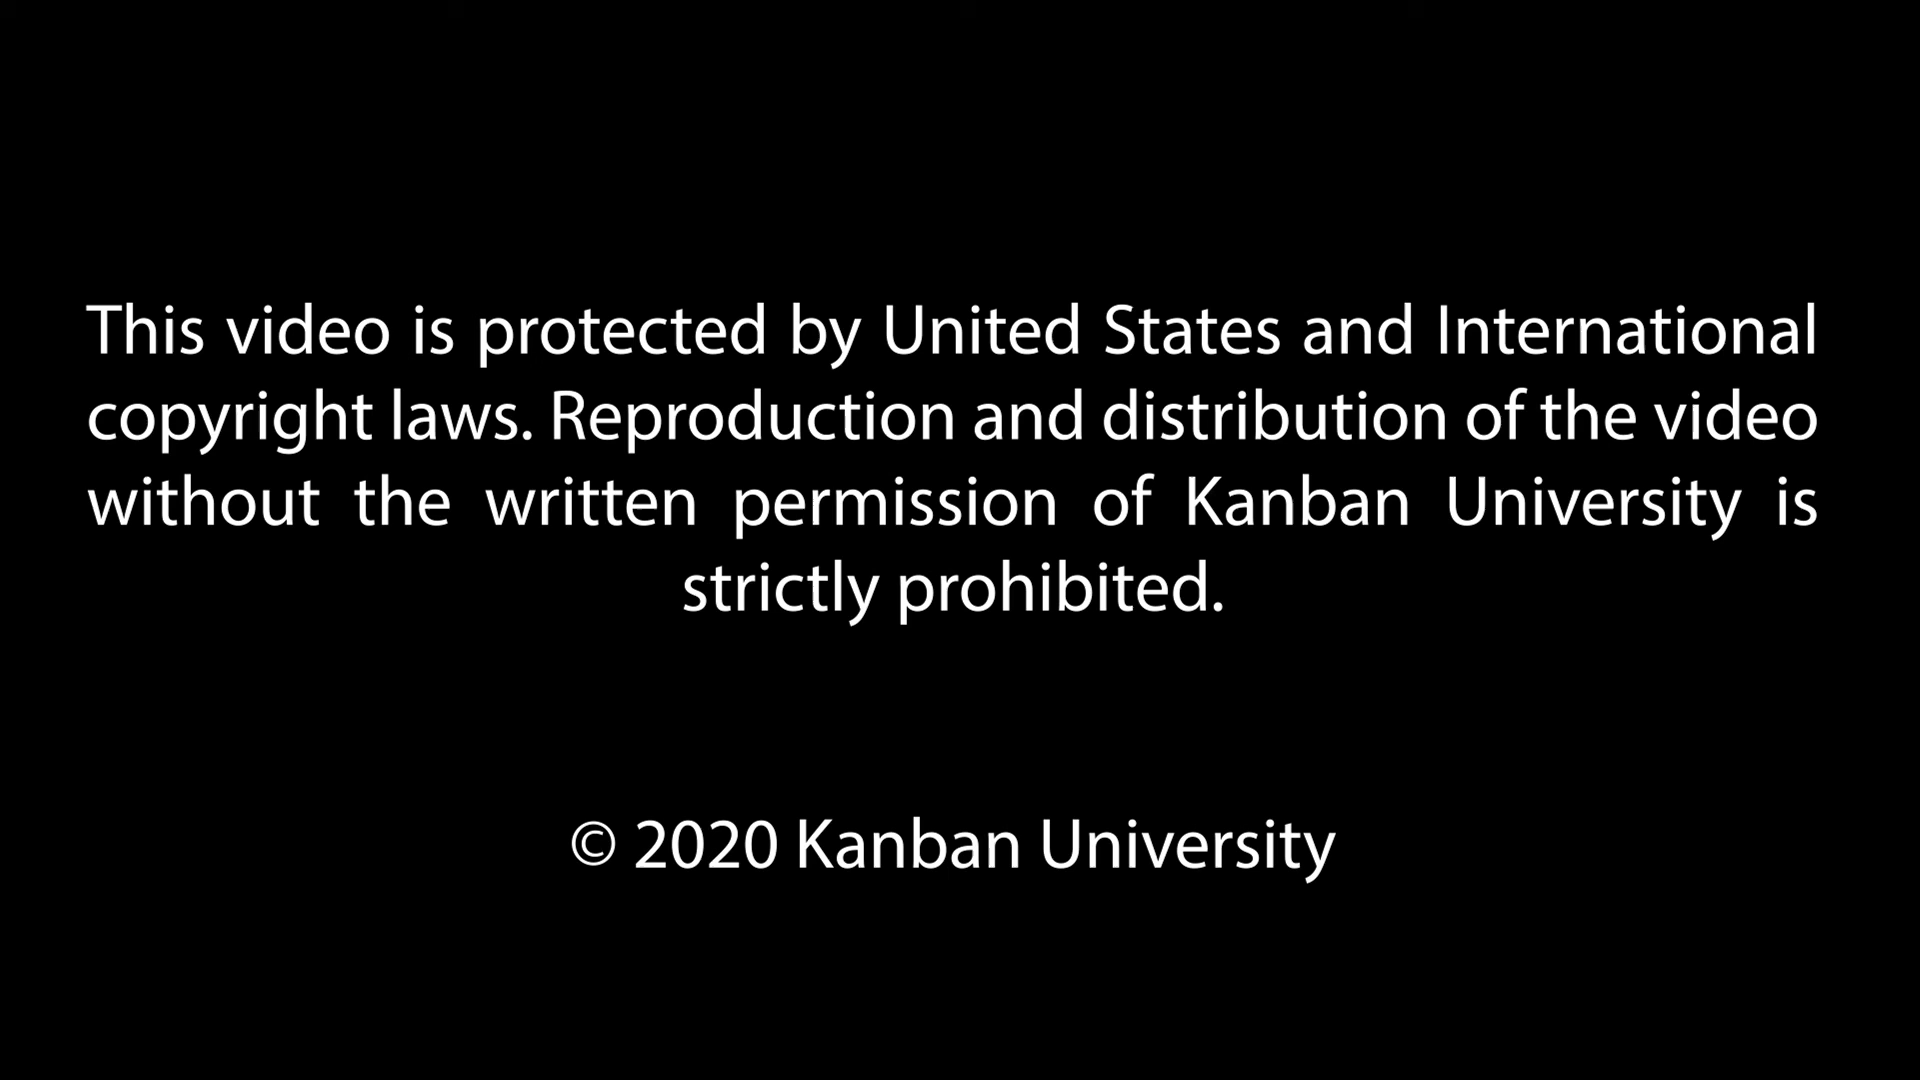 This video is protected by United States and International
copyright laws. Reproduction and distribution of the video
without the written permission of Kanban University is
strictly prohibited.
© 2020 Kanban University